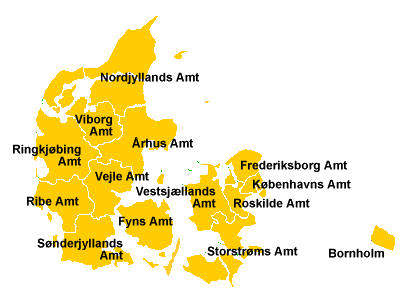 Nordjyllands Amt
Viborg
Amt
Århus Amt
Ringkjøbing
Amt
Vejle Amt
Frederiksborg Amt
Københavns Amt
Vestsjællands
Amt
Roskilde Amt
Ribe Amt
Fyns Amt
Sønderjyllands
Amt
Storstrøms Amt
Bornholm